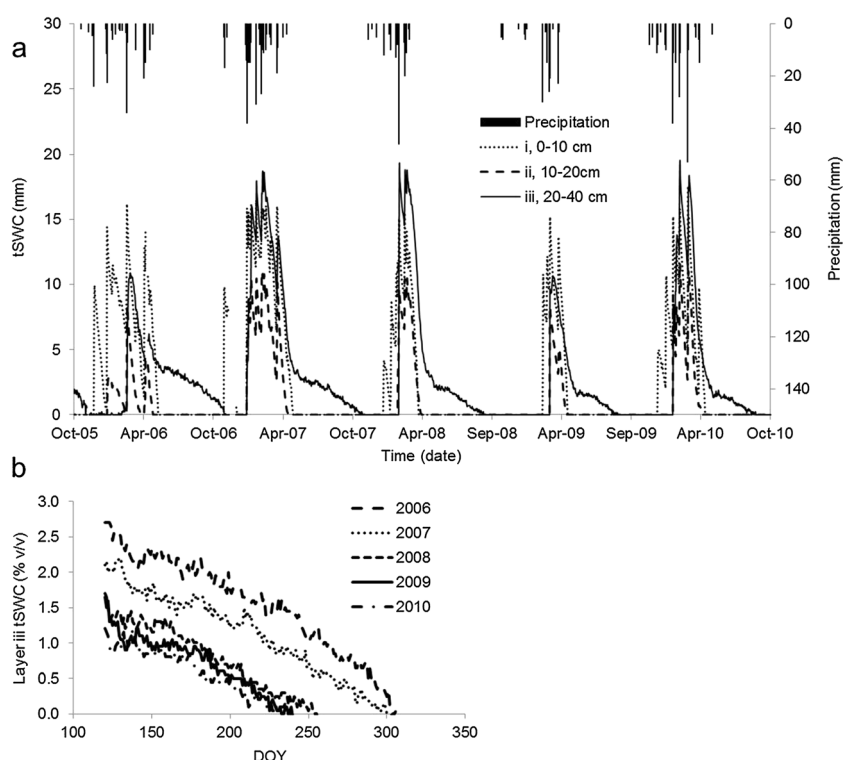 a
30
25
20
15
10
5
0
tSWC (mm)
0
20
40
60
80
100
120
140
Precipitation (mm)
Precipitation
i, 0-10 cm
ii, 10-20cm
iii, 20-40 cm
Oct-05 Apr-06 Oct-06 Apr-07 Oct-07 Apr-08 Sep-08 Apr-09 Sep-09 Apr-10 Oct-10
Time (date)
b
3.0
2.5
2.0
1.5
1.0
0.5
0.0
Layer iii tSWC (% v/v)
2006
2007
2008
2009
2010
100 150 200 250 300 350
DOY